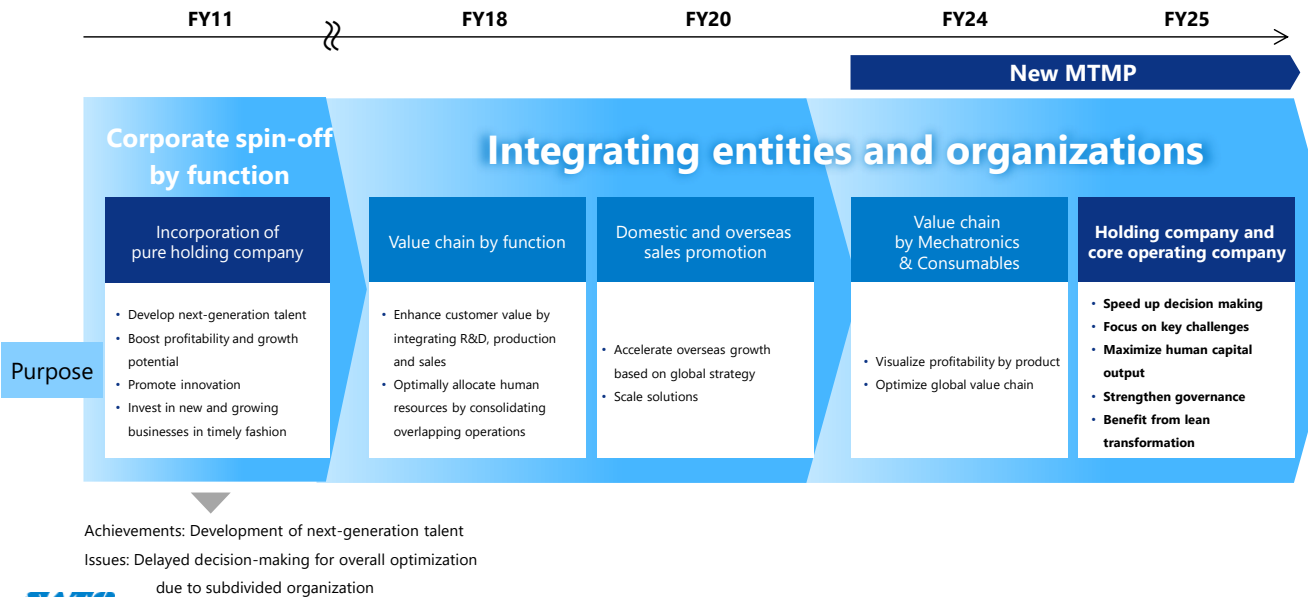 FY11
FY18
FY20
FY24
FY25
New MTMP
Corporate spin-off
by function
Integrating entities and organizations
Incorporation of
pure holding company
Value chain by function
Domestic and overseas
sales promotion
Value chain
by Mechatronics
& Consumables
Holding company and
core operating company
Purpose
• Develop next-generation talent
• Boost profitability and growth
potential
• Promote innovation
• Invest in new and growing
businesses in timely fashion
• Enhance customer value by
integrating R&D, production
and sales
• Optimally allocate human
resources by consolidating
overlapping operations
• Accelerate overseas growth
based on global strategy
• Scale solutions
• Visualize profitability by product
• Optimize global value chain
• Speed up decision making
• Focus on key challenges
• Maximize human capital
output
• Strengthen governance
• Benefit from lean
transformation
Achievements: Development of next-generation talent
Issues: Delayed decision-making for overall optimization
due to subdivided organization